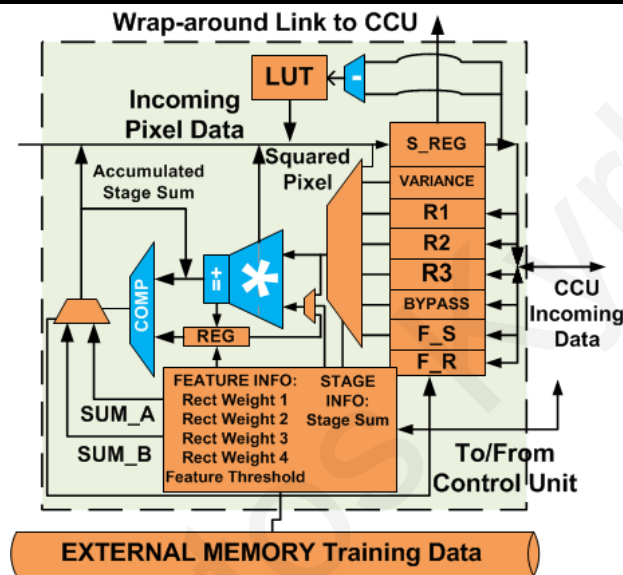 Wrap-around Link to CCU
LUT
-
Incoming
Pixel Data
S_REG
Squared
Pixel
Accumulated
Stage Sum
VARIANCE
R1
R2
R3
BYPASS
F_S
F_R
CCU
Incoming
Data
COMP
=+
*
REG
FEATURE INFO:
Rect Weight 1
Rect Weight 2
Rect Weight 3
Rect Weight 4
Feature Threshold
STAGE
INFO:
Stage Sum
SUM_A
SUM_B
To/From
Control Unit
EXTERNAL MEMORY Training Data